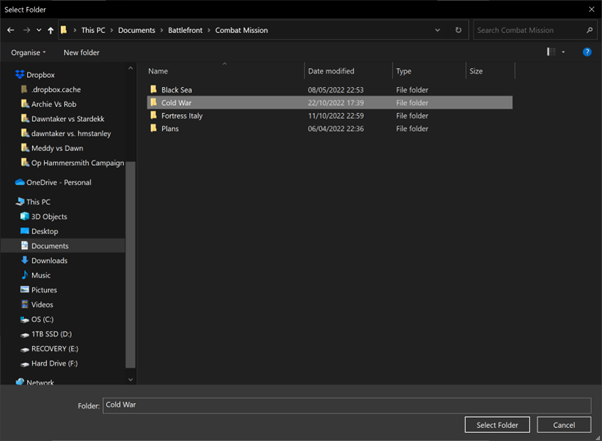 Select Folder
This PC > Documents > Battlefront > Combat Mission
Search Combat Mission
Organise
New folder
Name Date modified Type Size
Black Sea 08/05/2022 22:53 File folder
Cold War 22/10/2022 17:39 File folder
Fortress Italy 11/10/2022 22:59 File folder
Plans 06/04/2022 22:36 File folder
Dropbox
.dropbox.cache
Archie Vs Rob
Dawntaker vs Stardekk
dawntaker vs. hmstanley
Meddy vs Dawn
Op Hammersmith Campaign
OneDrive - Personal
This PC
3D Objects
Desktop
Documents
Downloads
Music
Pictures
Videos
OS (C:)
1TB SSD (D:)
RECOVERY (E:)
Hard Drive (F:)
Network
Folder: Cold War
Select Folder
Cancel